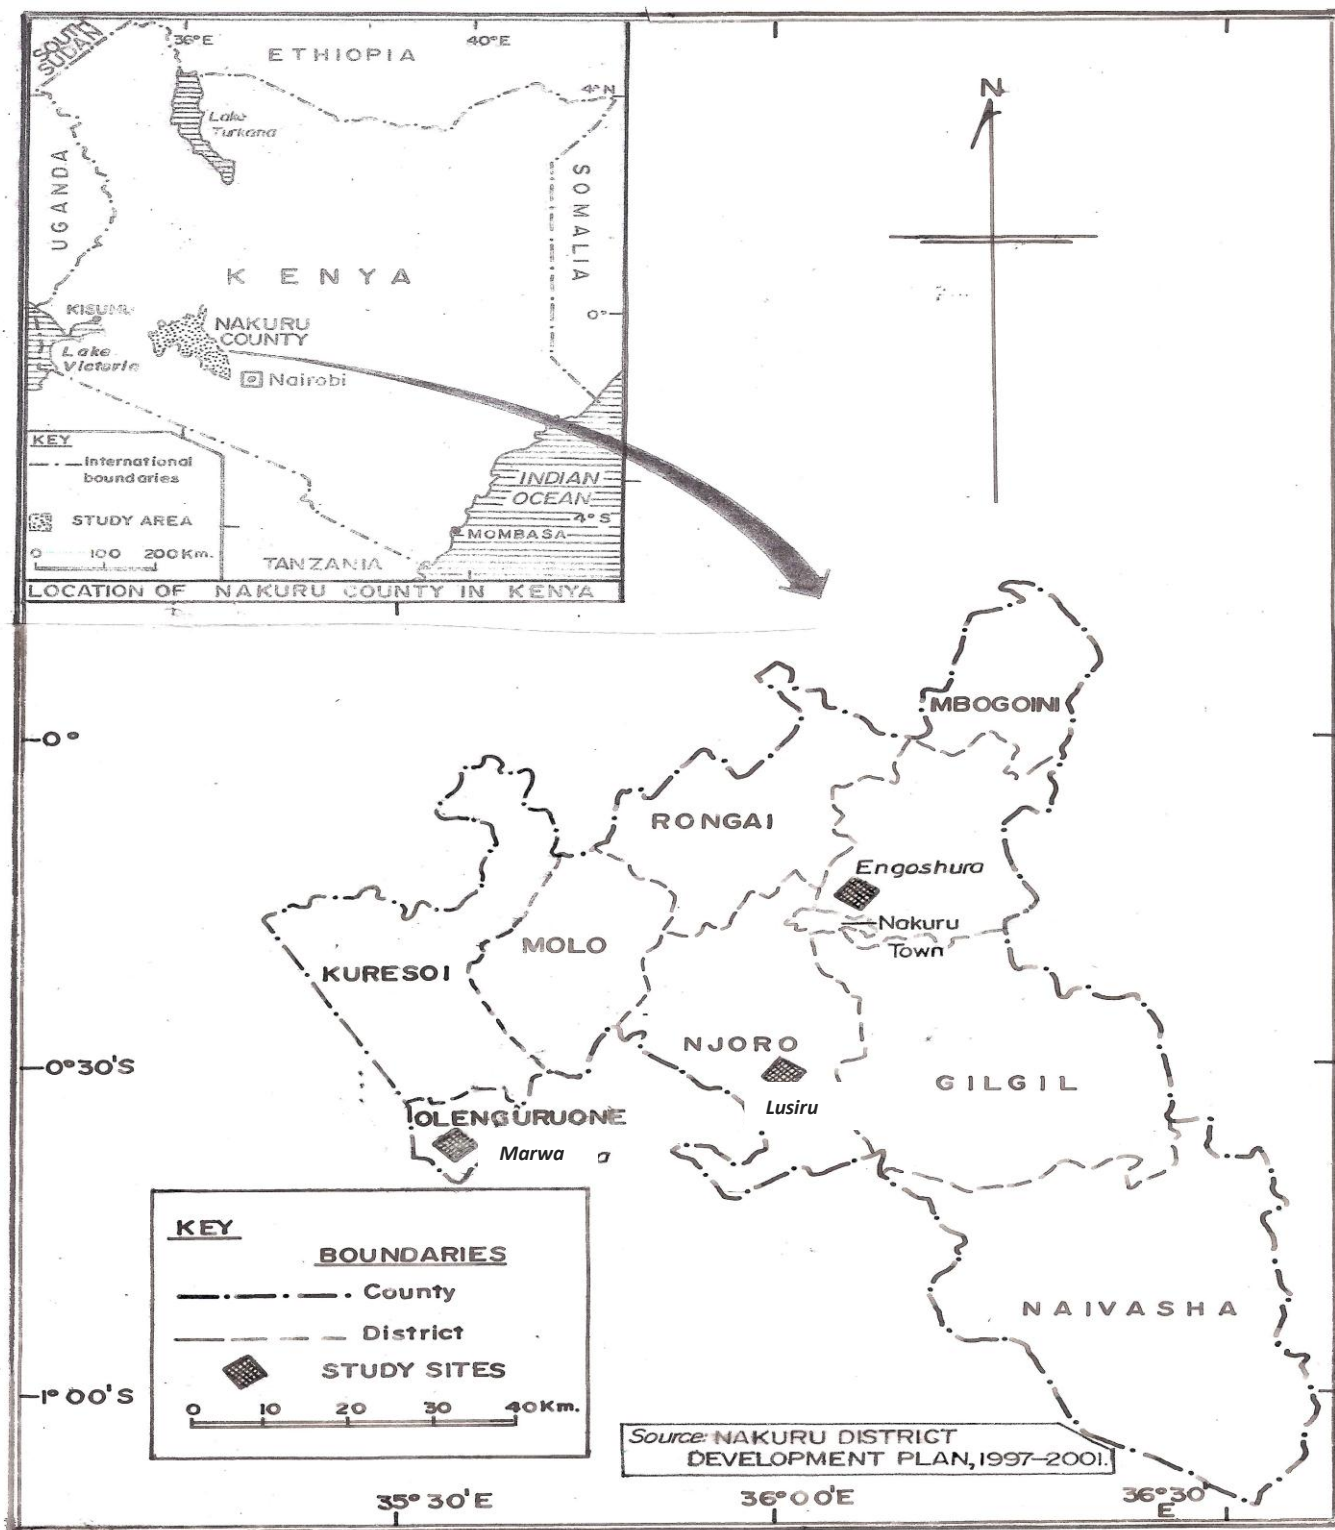 SOUTH
SUDAN
36°E
40°E
ETHIOPIA
4°N
Lake
Turkana
UGANDA
SOMALIA
KENYA
KISUMU
0°
NAKURU
COUNTY
Lake
Victoria
Nairobi
KEY
International
boundaries
STUDY AREA
0 100 200 Km.
INDIAN
OCEAN
4°S
MOMBASA
TANZANIA
LOCATION OF NAKURU COUNTY IN KENYA
N
MBOGOINI
0°
RONGAI
Engoshura
Nakuru
Town
MOLO
KURESOI
NJORO
0°30'S
GILGIL
Lusiru
OLENGURUONE
Marwa a
KEY
BOUNDARIES
County
District
STUDY SITES
0 10 20 30 40 Km.
NAIVASHA
1°00'S
Source: NAKURU DISTRICT
DEVELOPMENT PLAN, 1997–2001.
35°30'E
36°00'E
36°30'
E